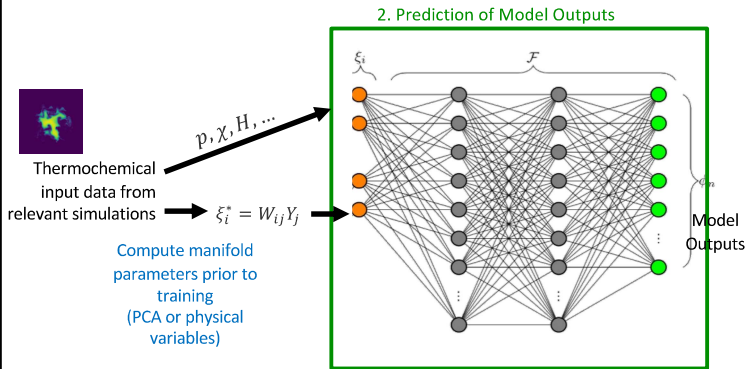 2. Prediction of Model Outputs
ξᵢ
ℱ
p, χ, H, …
Thermochemical
input data from
relevant simulations
ξᵢ* = WᵢⱼYⱼ
Compute manifold
parameters prior to
training
(PCA or physical
variables)
ϕₙ
Model
Outputs
⋮
⋮
⋮